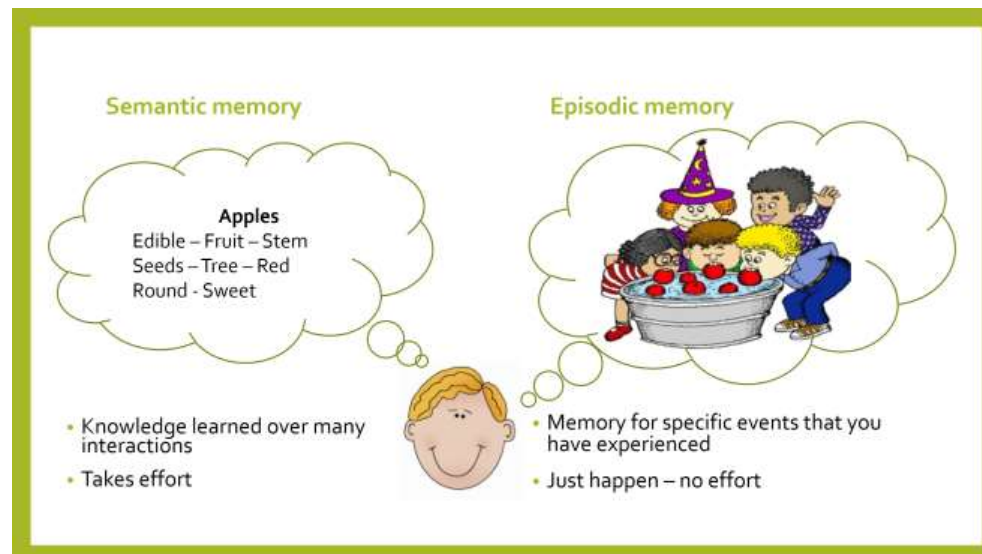 Semantic memory
Apples
Edible – Fruit – Stem
Seeds – Tree – Red
Round - Sweet
• Knowledge learned over many
interactions
• Takes effort
Episodic memory
• Memory for specific events that you
have experienced
• Just happen – no effort